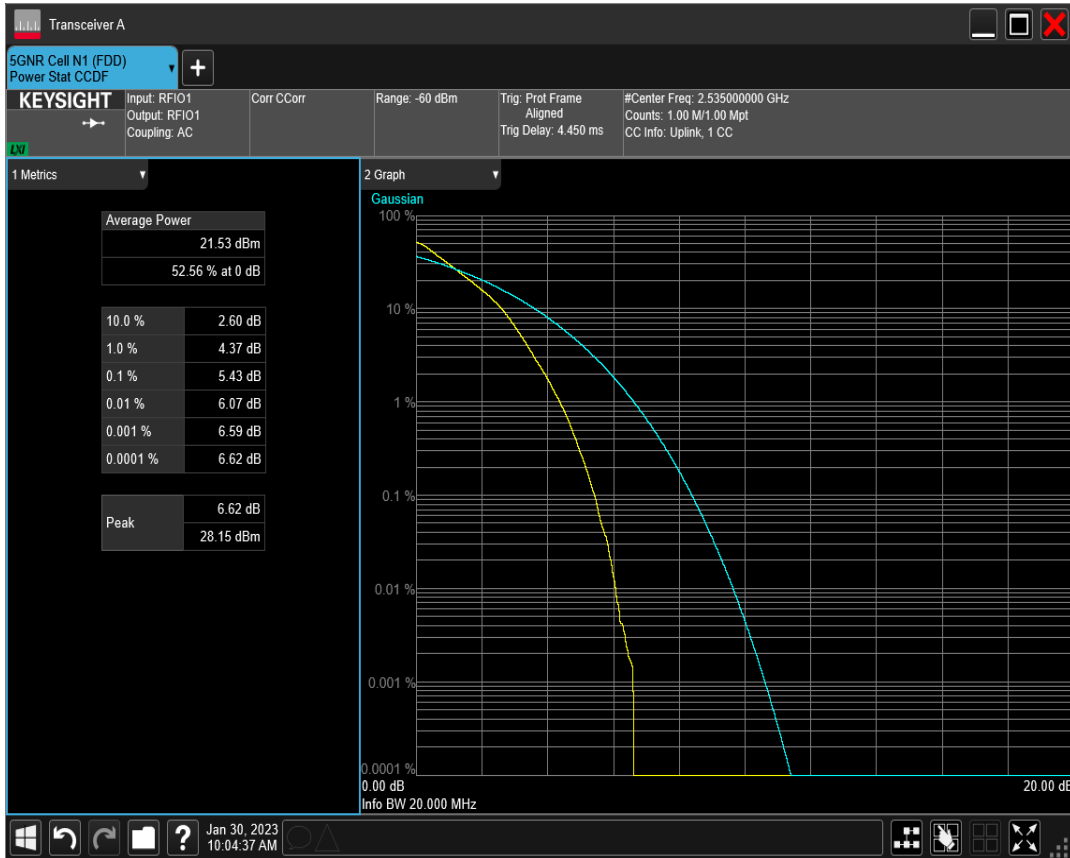 Transceiver A
5GNR Cell N1 (FDD)
Power Stat CCDF
+
KEYSIGHT
LXI
Input: RFIO1
Output: RFIO1
Coupling: AC
Corr CCorr
Range: -60 dBm
Trig: Prot Frame
Aligned
Trig Delay: 4.450 ms
#Center Freq: 2.535000000 GHz
Counts: 1.00 M/1.00 Mpt
CC Info: Uplink, 1 CC
1 Metrics
Average Power
21.53 dBm
52.56 % at 0 dB
10.0 % 2.60 dB
1.0 % 4.37 dB
0.1 % 5.43 dB
0.01 % 6.07 dB
0.001 % 6.59 dB
0.0001 % 6.62 dB
Peak
6.62 dB
28.15 dBm
2 Graph
Gaussian
100 %
10 %
1 %
0.1 %
0.01 %
0.001 %
0.0001 %
0.00 dB
20.00 dB
Info BW 20.000 MHz
?
Jan 30, 2023
10:04:37 AM